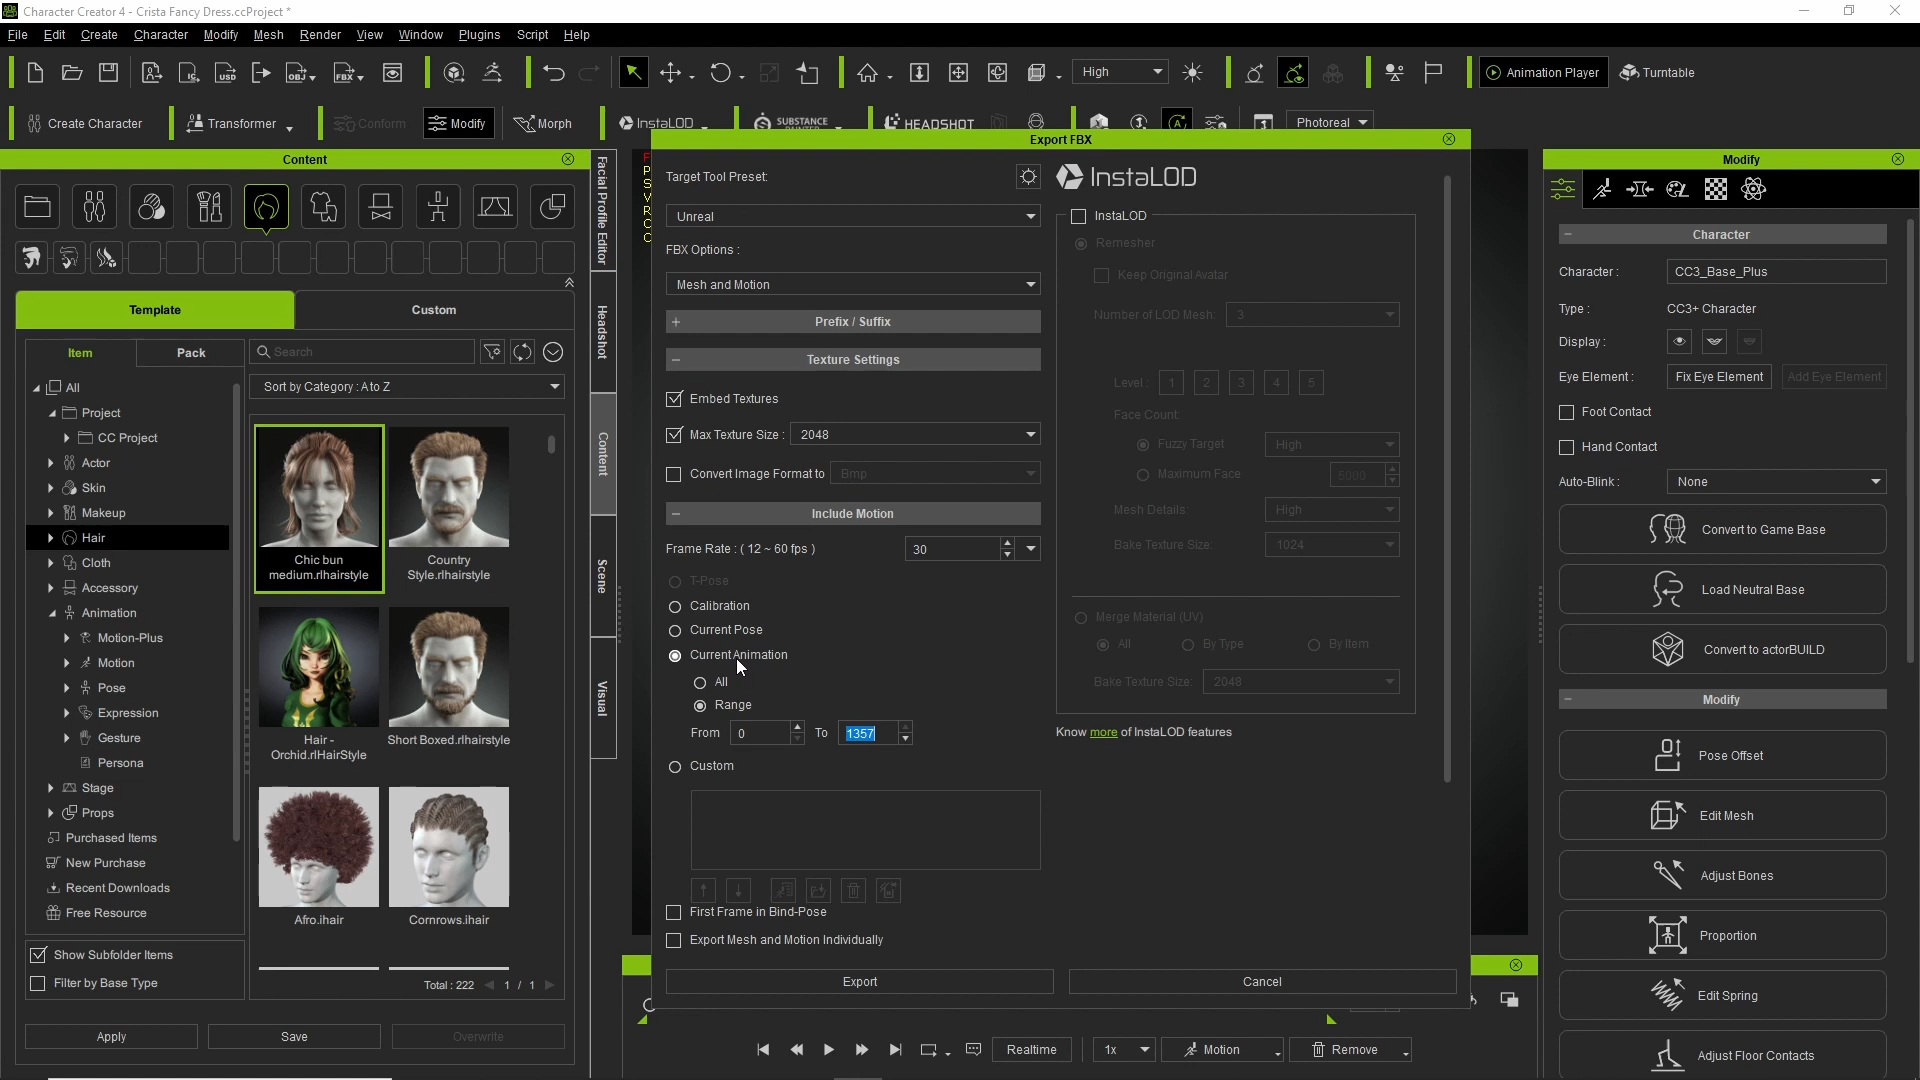 Character Creator 4 - Crista Fancy Dress.ccProject *
File Edit Create Character Modify Mesh Render View Window Plugins Script Help
IC USD OBJ FBX High Animation Player Turntable
Create Character Transformer Conform Modify Morph InstaLOD SUBSTANCE PAINTER HEADSHOT Photoreal
Content
Template Custom
Item Pack Search
Sort by Category : A to Z
All
Project
CC Project
Actor
Skin
Makeup
Hair
Cloth
Accessory
Animation
Motion-Plus
Motion
Pose
Expression
Gesture
Persona
Stage
Props
Purchased Items
New Purchase
Recent Downloads
Free Resource
Show Subfolder Items
Filter by Base Type
Chic bun
medium.rlhairstyle
Country
Style.rlhairstyle
Hair -
Orchid.rlHairStyle
Short Boxed.rlhairstyle
Afro.ihair
Cornrows.ihair
Total : 222 1 / 1
Apply Save Overwrite
Facial Profile Editor
Headshot
Content
Scene
Visual
Export FBX
Target Tool Preset:
Unreal
FBX Options :
Mesh and Motion
+ Prefix / Suffix
− Texture Settings
Embed Textures
Max Texture Size : 2048
Convert Image Format to Bmp
− Include Motion
Frame Rate : ( 12 ~ 60 fps ) 30
T-Pose
Calibration
Current Pose
Current Animation
All
Range
From 0 To 1357
Custom
First Frame in Bind-Pose
Export Mesh and Motion Individually
Export Cancel
InstaLOD
InstaLOD
Remesher
Keep Original Avatar
Number of LOD Mesh: 3
Level : 1 2 3 4 5
Face Count:
Fuzzy Target High
Maximum Face 5000
Mesh Details: High
Bake Texture Size: 1024
Merge Material (UV)
All By Type By Item
Bake Texture Size: 2048
Know more of InstaLOD features
Realtime 1x Motion Remove
Modify
− Character
Character : CC3_Base_Plus
Type : CC3+ Character
Display :
Eye Element : Fix Eye Element Add Eye Element
Foot Contact
Hand Contact
Auto-Blink : None
Convert to Game Base
Load Neutral Base
Convert to actorBUILD
− Modify
Pose Offset
Edit Mesh
Adjust Bones
Proportion
Edit Spring
Adjust Floor Contacts